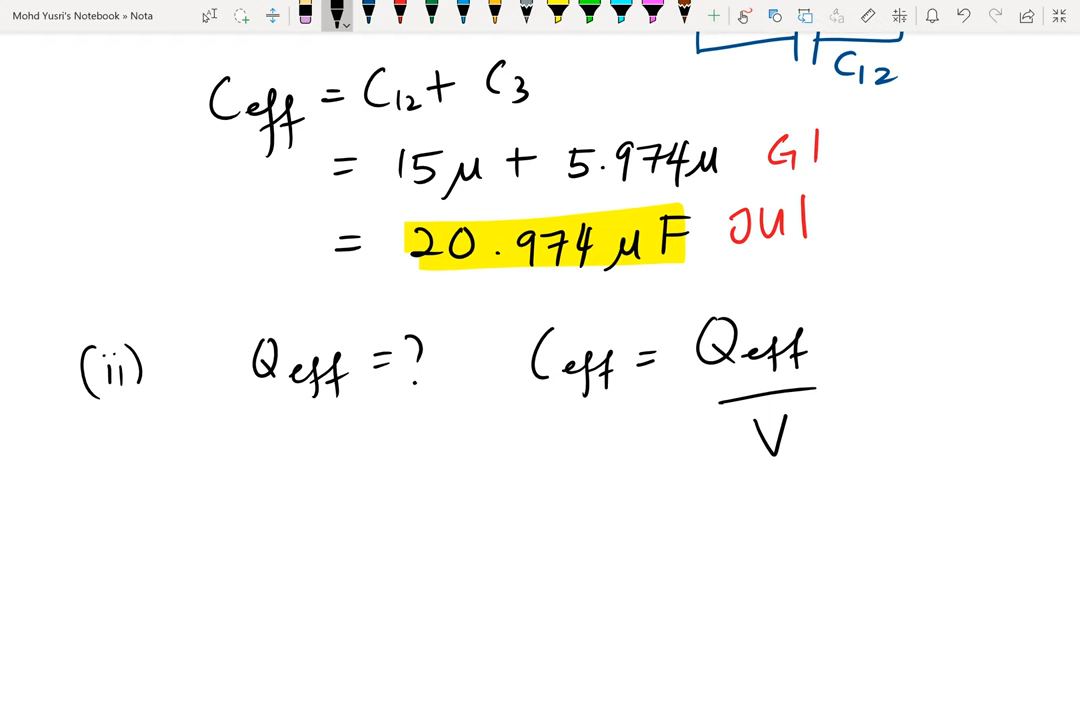 Mohd Yusri's Notebook » Nota
C12
Ceff = C12 + C3
= 15μ + 5.974μ G1
= 20.974 μF JU1
(ii) Qeff = ? Ceff = Qeff
V